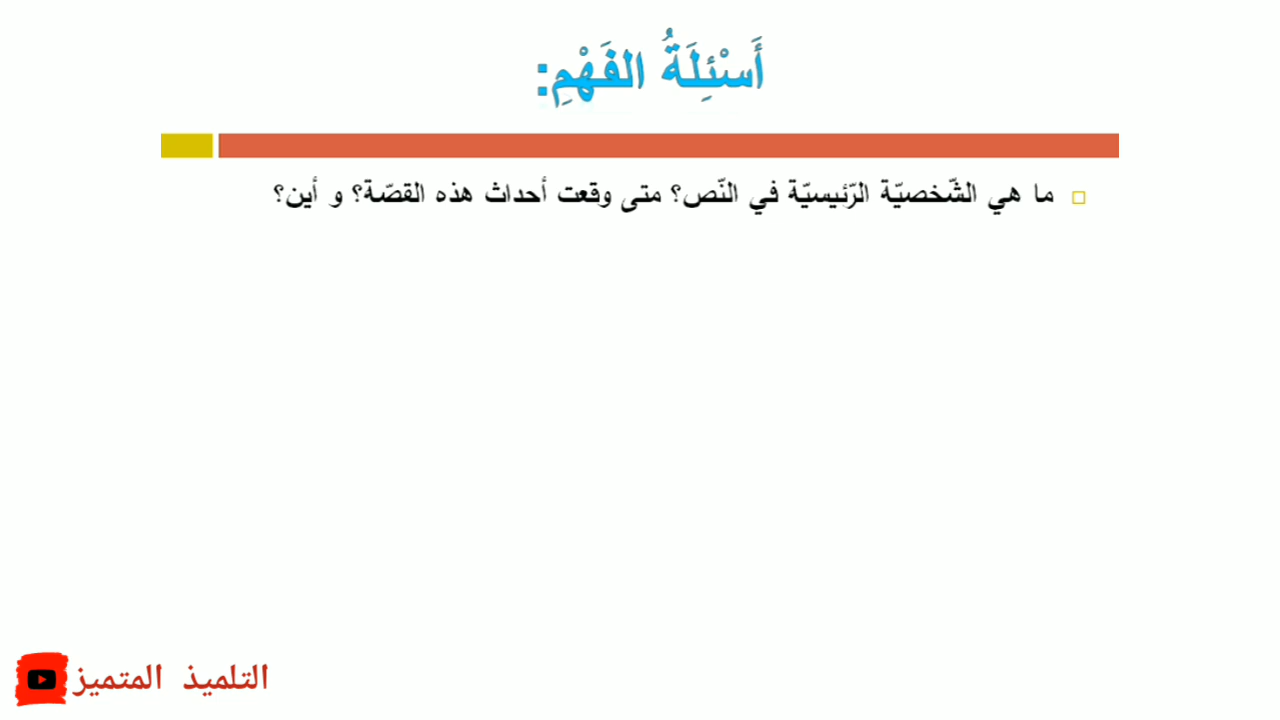 أَسْئِلَةُ الفَهْمِ:
ما هي الشّخصيّة الرّئيسيّة في النّص؟ متى وقعت أحداث هذه القصّة؟ و أين؟
التلميذ المتميز